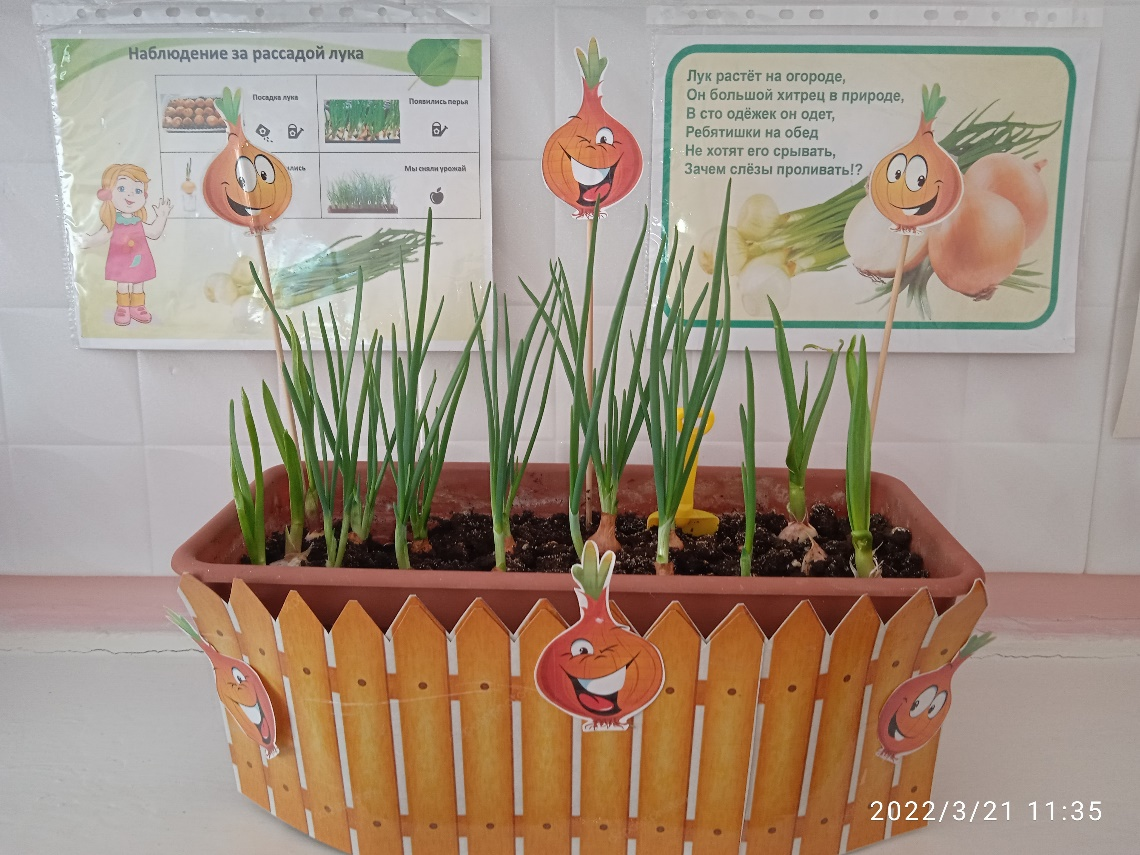 Наблюдение за рассадой лука
Посадка лука
Появились перья
Мы сняли урожай
Лук растёт на огороде,
Он большой хитрец в природе,
В сто одёжек он одет,
Ребятишки на обед
Не хотят его срывать,
Зачем слёзы проливать!?
2022/3/21 11:35